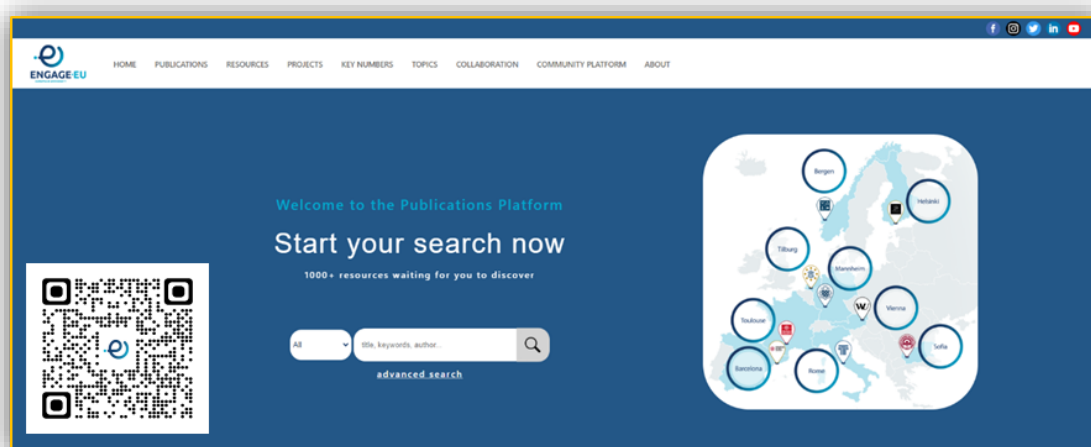 ENGAGE·EU
HOME PUBLICATIONS RESOURCES PROJECTS KEY NUMBERS TOPICS COLLABORATION COMMUNITY PLATFORM ABOUT
Welcome to the Publications Platform
Start your search now
1000+ resources waiting for you to discover
All title, keywords, author...
advanced search
Bergen
Helsinki
Tilburg
Mannheim
Toulouse
Vienna
Sofia
Barcelona
Rome